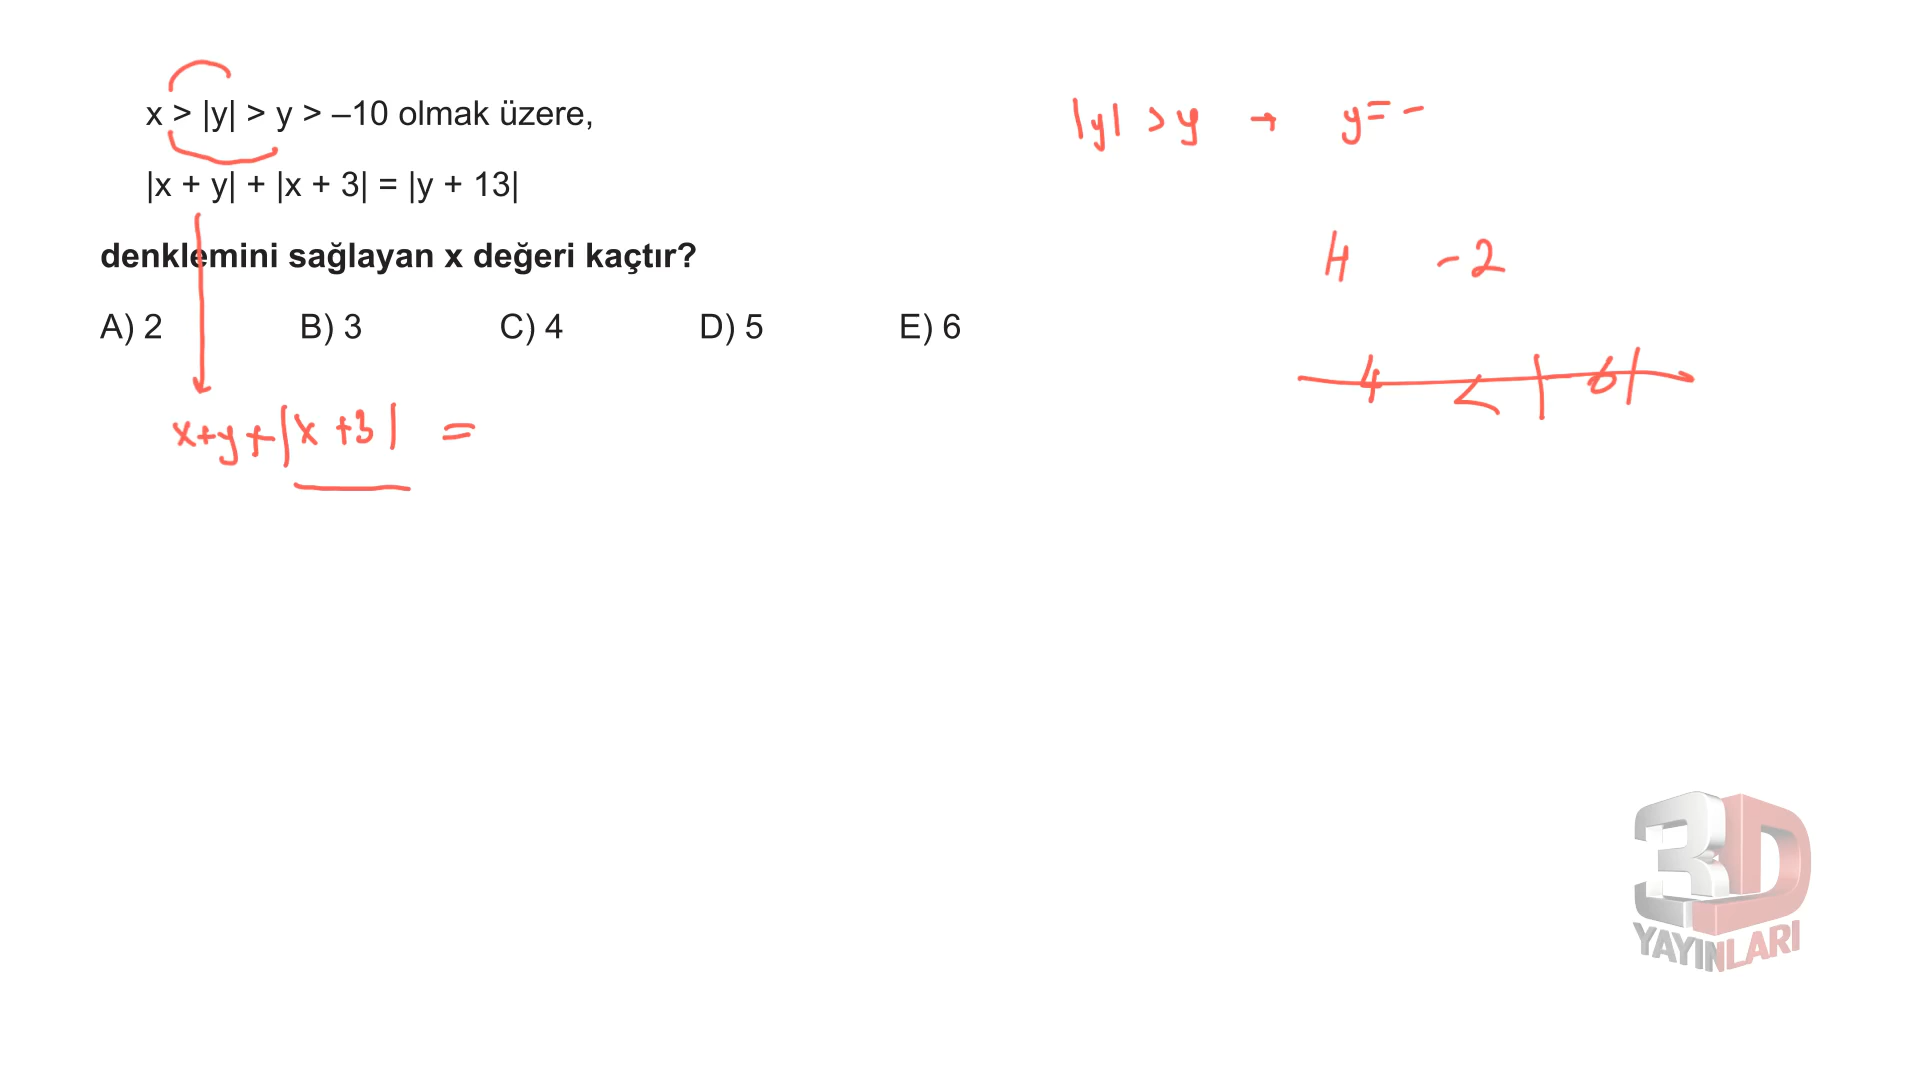 x > |y| > y > –10 olmak üzere,
|x + y| + |x + 3| = |y + 13|
denklemini sağlayan x değeri kaçtır?
A) 2 B) 3 C) 4 D) 5 E) 6
x+y+|x+3| =
|y| > y → y = -
4 -2
4 6
3D
YAYINLARI